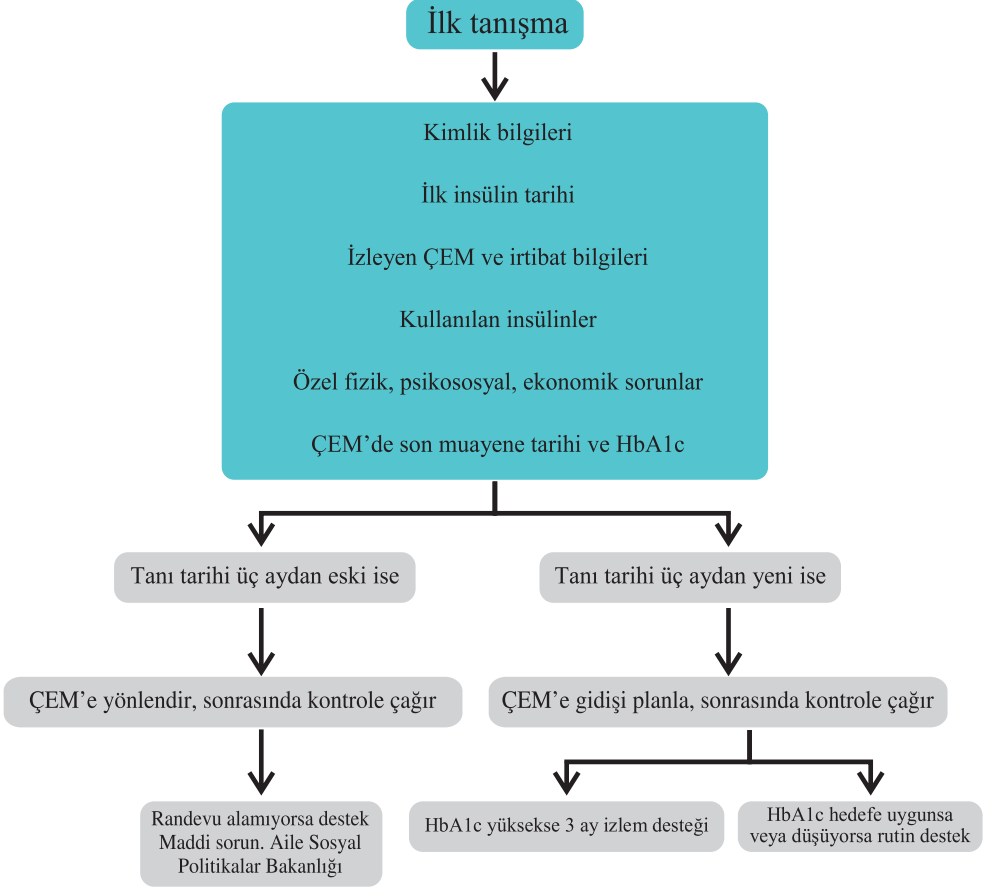 İlk tanışma
Kimlik bilgileri
İlk insülin tarihi
İzleyen ÇEM ve irtibat bilgileri
Kullanılan insülinler
Özel fizik, psikososyal, ekonomik sorunlar
ÇEM’de son muayene tarihi ve HbA1c
Tanı tarihi üç aydan eski ise
Tanı tarihi üç aydan yeni ise
ÇEM’e yönlendir, sonrasında kontrole çağır
ÇEM’e gidişi planla, sonrasında kontrole çağır
Randevu alamıyorsa destek
Maddi sorun. Aile Sosyal
Politikalar Bakanlığı
HbA1c yüksekse 3 ay izlem desteği
HbA1c hedefe uygunsa
veya düşüyorsa rutin destek